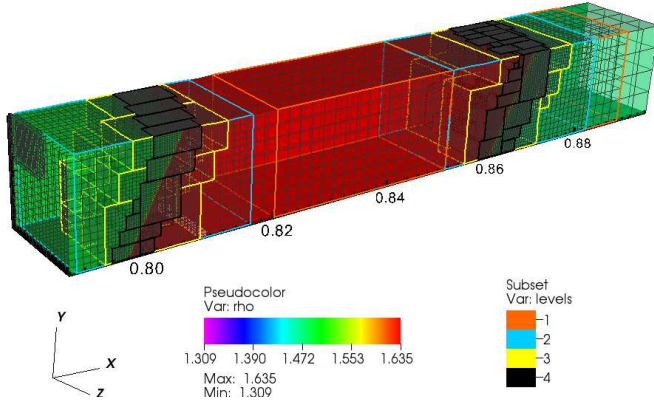 0.88
0.86
0.84
0.82
0.80
Pseudocolor
Var: rho
1.309 1.390 1.472 1.553 1.635
Max: 1.635
Min: 1.309
Subset
Var: levels
1
2
3
4
Y
X
Z